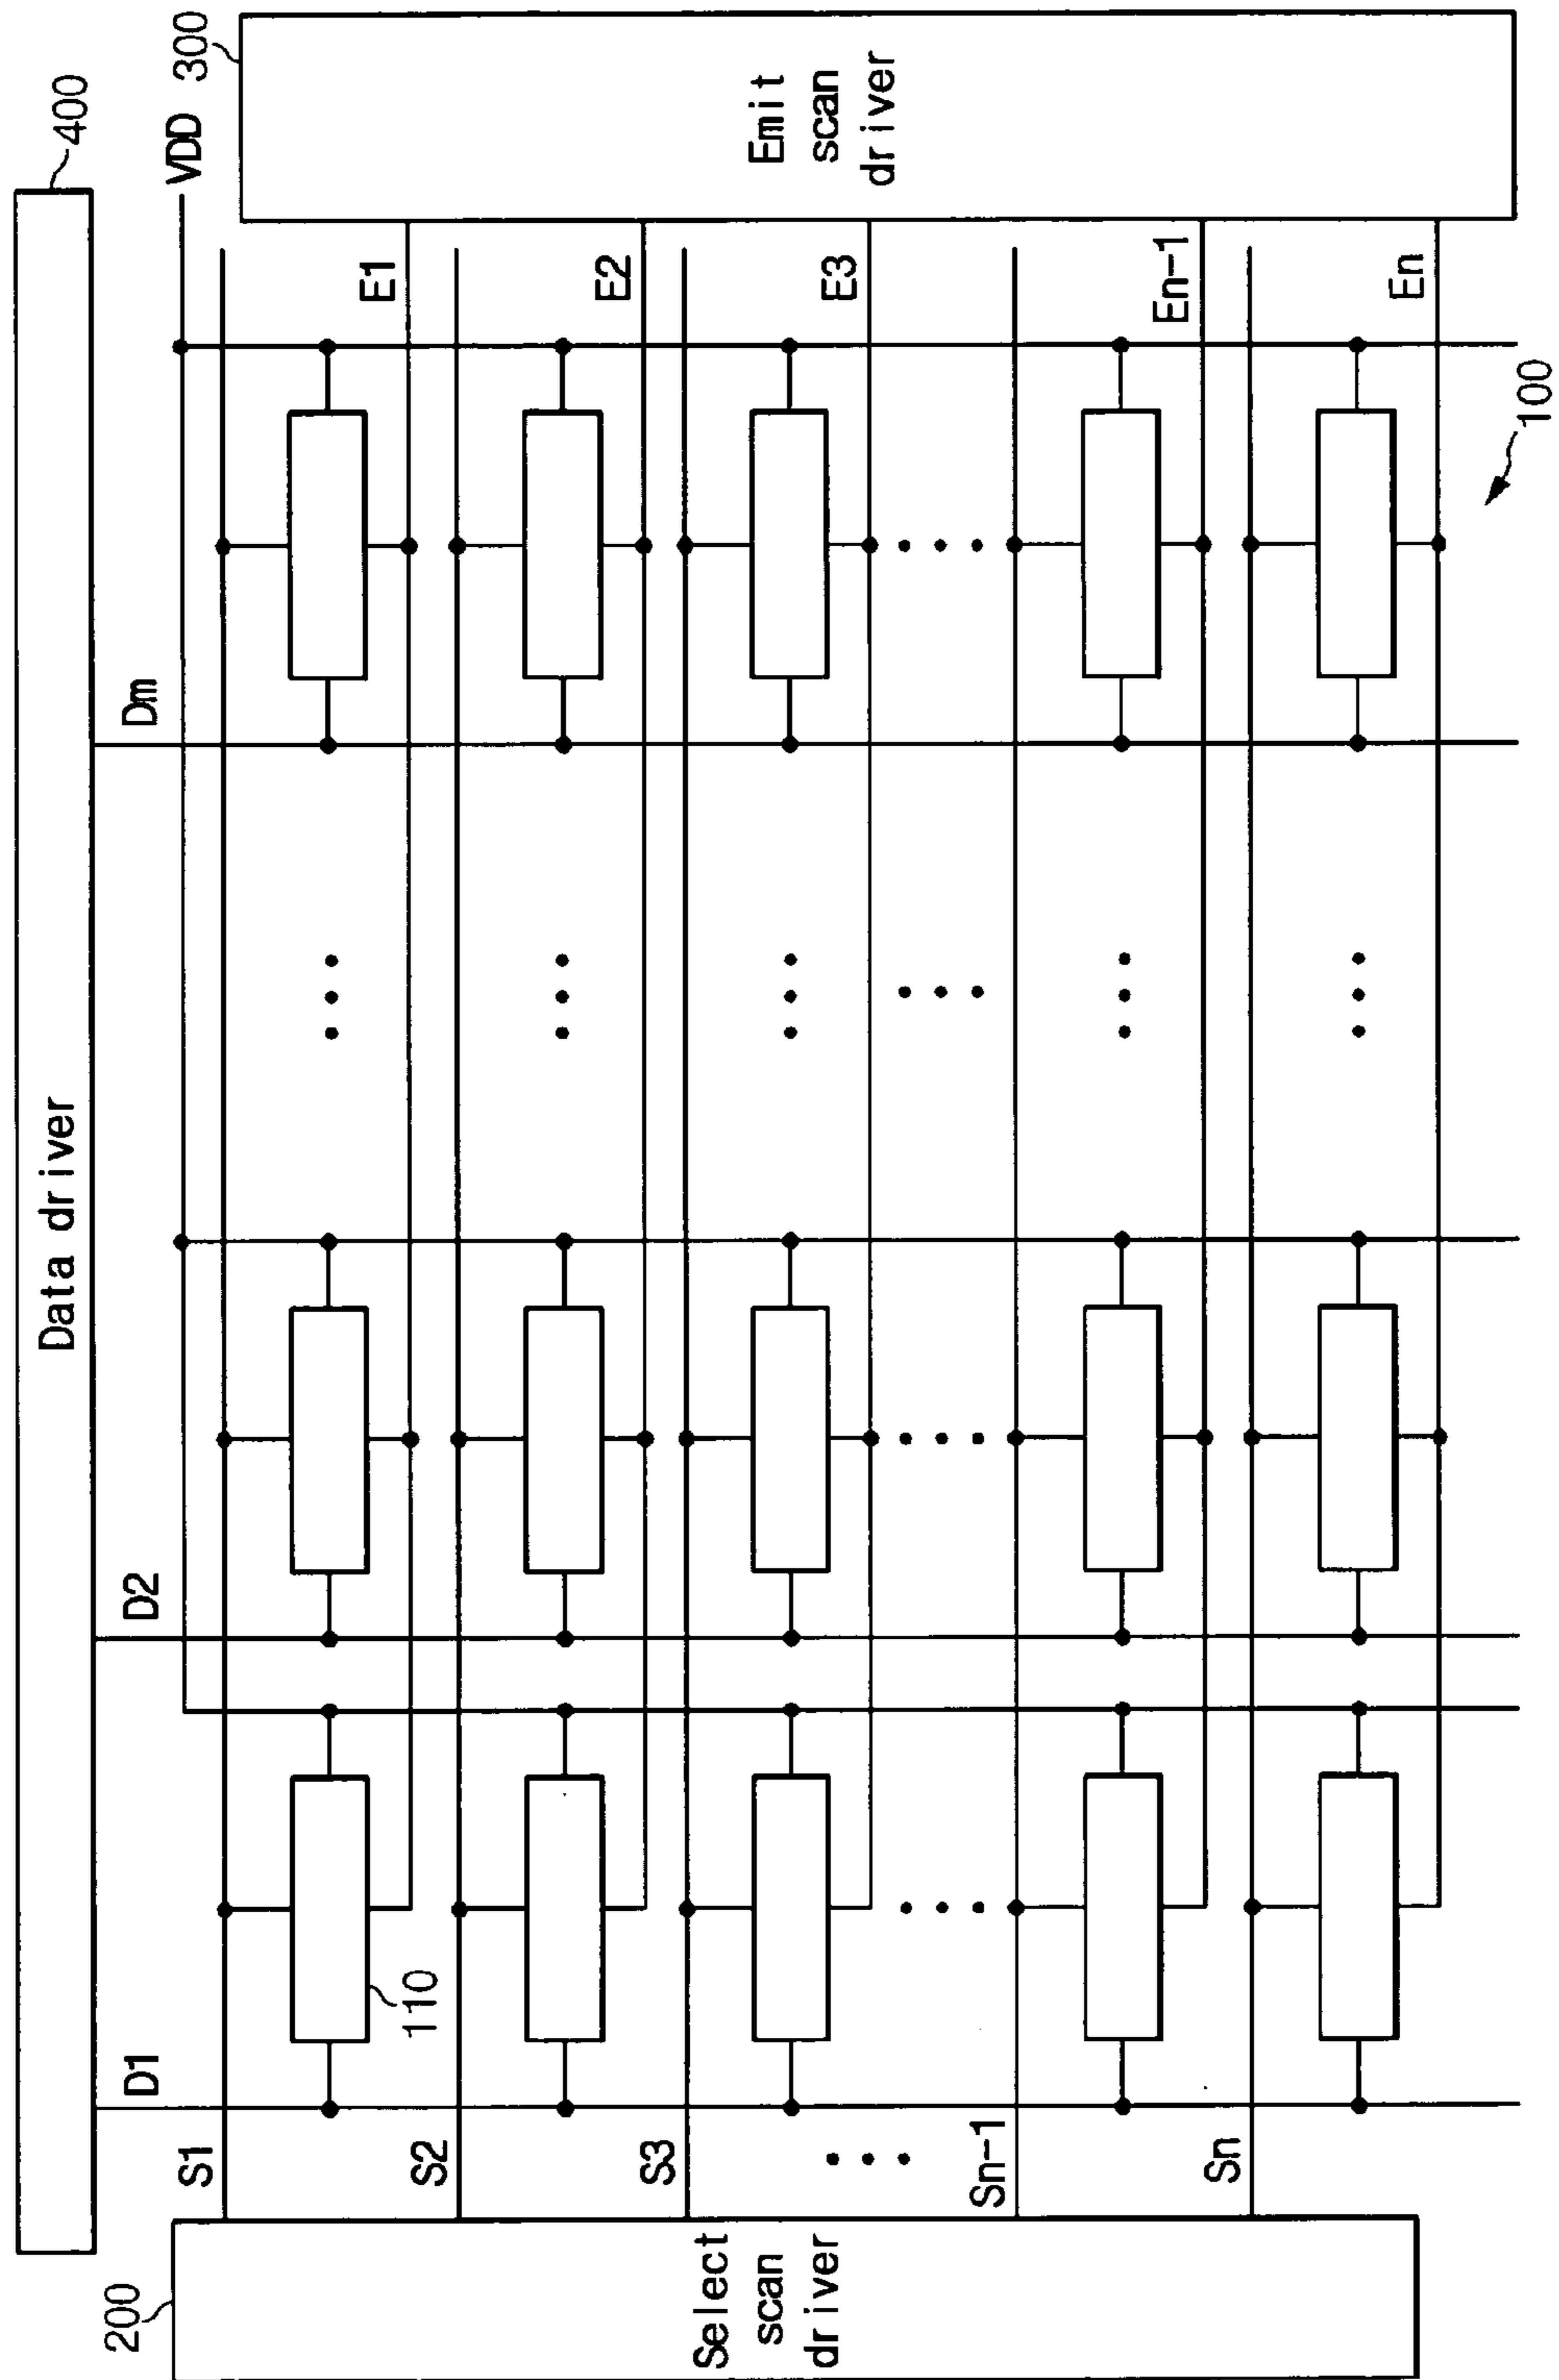 400
Data driver
VDD
300
D1
D2
Dm
200
S1
E1
110
S2
E2
Select
scan
driver
Emit
scan
driver
S3
E3
Sn-1
En-1
Sn
En
100